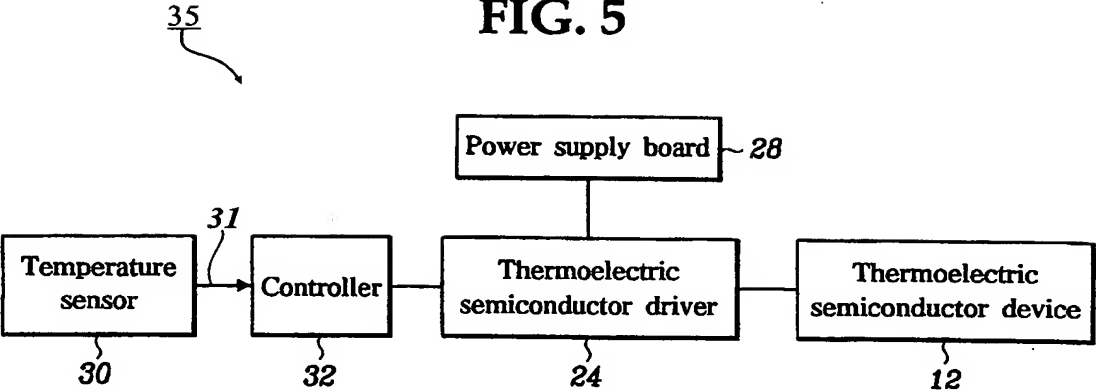 FIG. 5
35
Power supply board
28
31
Temperature
sensor
Controller
Thermoelectric
semiconductor driver
Thermoelectric
semiconductor device
30
32
24
12